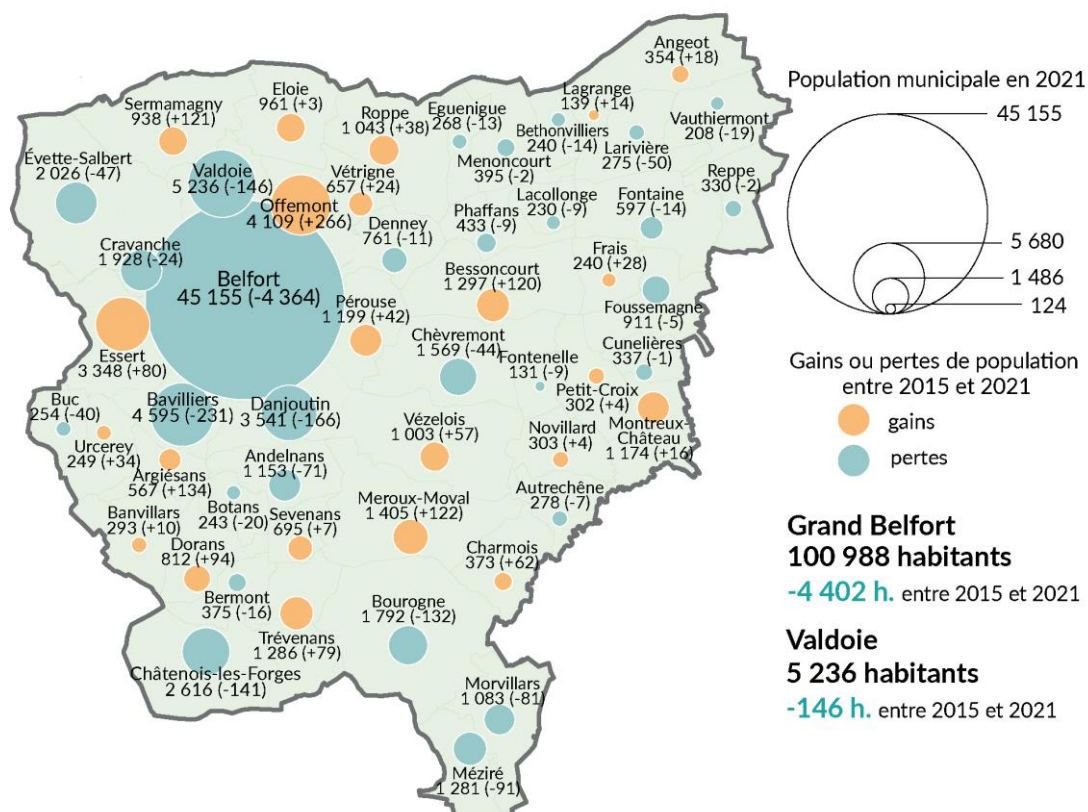 Angeot
354 (+18)
Lagrange
139 (+14)
Vauthiermont
208 (-19)
Eloie
961 (+3)
Sermamagny
938 (+121)
Roppe
1 043 (+38)
Eguenigue
268 (-13)
Bethonvilliers
240 (-14)
Larivière
275 (-50)
Menoncourt
395 (-2)
Reppe
330 (-2)
Évette-Salbert
2 026 (-47)
Valdoie
5 236 (-146)
Vétrigne
657 (+24)
Offemont
4 109 (+266)
Lacollonge
230 (-9)
Fontaine
597 (-14)
Phaffans
433 (-9)
Denney
761 (-11)
Cravanche
1 928 (-24)
Frais
240 (+28)
Bessoncourt
1 297 (+120)
Belfort
45 155 (-4 364)
Pérouse
1 199 (+42)
Foussemagne
911 (-5)
Chèvremont
1 569 (-44)
Cunelières
337 (-1)
Fontenelle
131 (-9)
Essert
3 348 (+80)
Petit-Croix
302 (+4)
Buc
254 (-40)
Bavilliers
4 595 (-231)
Danjoutin
3 541 (-166)
Montreux-
Château
1 174 (+16)
Vézelois
1 003 (+57)
Novillard
303 (+4)
Urcerey
249 (+34)
Andelnans
1 153 (-71)
Argiésans
567 (+134)
Autrechêne
278 (-7)
Botans
243 (-20)
Meroux-Moval
1 405 (+122)
Banvillars
293 (+10)
Sevenans
695 (+7)
Dorans
812 (+94)
Charmois
373 (+62)
Bermont
375 (-16)
Bourogne
1 792 (-132)
Trévenans
1 286 (+79)
Châtenois-les-Forges
2 616 (-141)
Morvillars
1 083 (-81)
Méziré
1 281 (-91)
Population municipale en 2021
45 155
5 680
1 486
124
Gains ou pertes de population
entre 2015 et 2021
gains
pertes
Grand Belfort
100 988 habitants
-4 402 h. entre 2015 et 2021
Valdoie
5 236 habitants
-146 h. entre 2015 et 2021